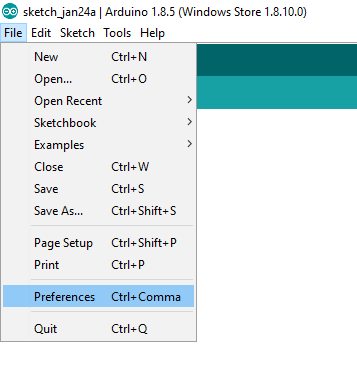 sketch_jan24a | Arduino 1.8.5 (Windows Store 1.8.10.0)
File Edit Sketch Tools Help
New Ctrl+N
Open... Ctrl+O
Open Recent
Sketchbook
Examples
Close Ctrl+W
Save Ctrl+S
Save As... Ctrl+Shift+S
Page Setup Ctrl+Shift+P
Print Ctrl+P
Preferences Ctrl+Comma
Quit Ctrl+Q